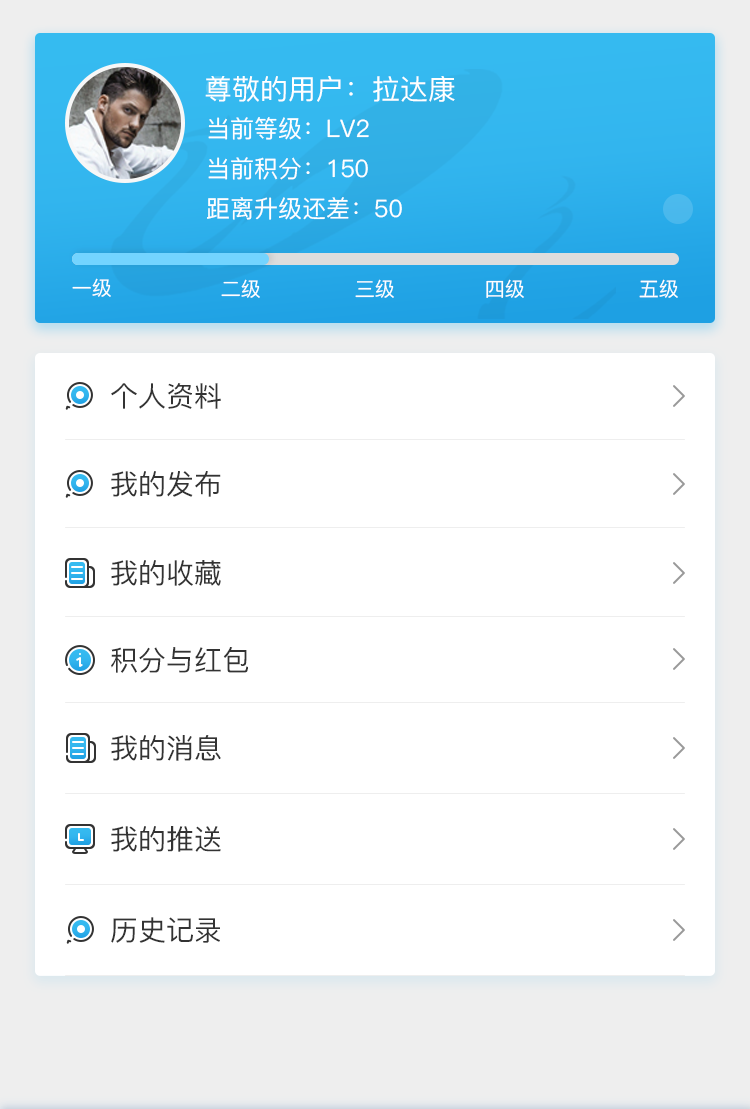 尊敬的用户：拉达康
当前等级：LV2
当前积分：150
距离升级还差：50
一级 二级 三级 四级 五级
个人资料
我的发布
我的收藏
积分与红包
我的消息
我的推送
历史记录